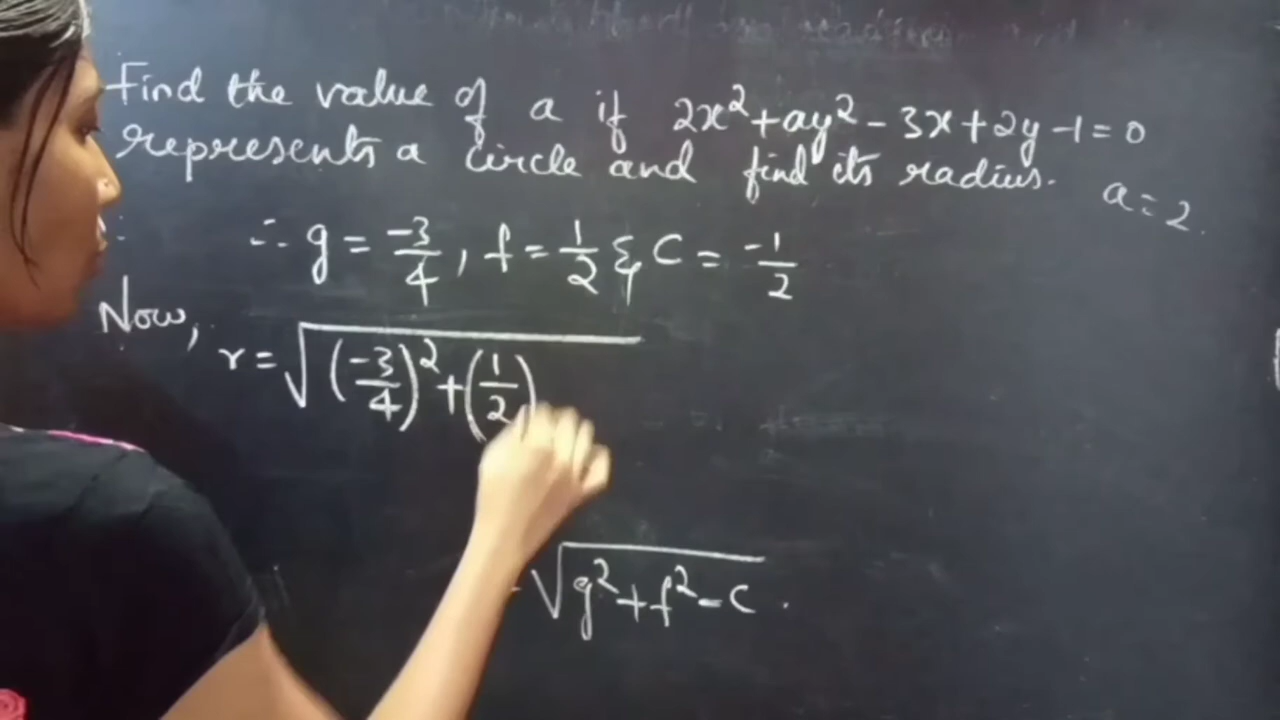 Find the value of a if 2x²+ay²-3x+2y-1=0
represents a circle and find its radius. a=2.
∴ g = -3/4, f = 1/2 & C = -1/2
Now,
r = √((-3/4)²+(1/2)
√(g²+f²-c).